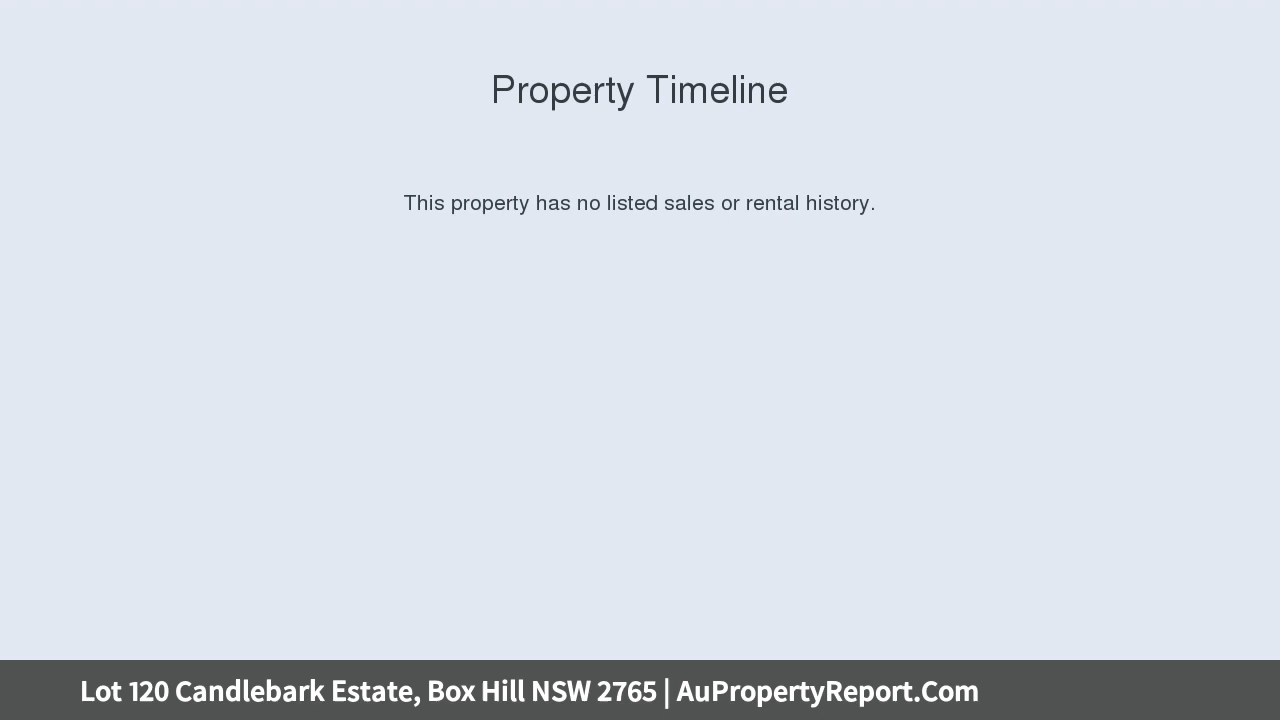 Property Timeline
This property has no listed sales or rental history.
Lot 120 Candlebark Estate, Box Hill NSW 2765 | AuPropertyReport.Com